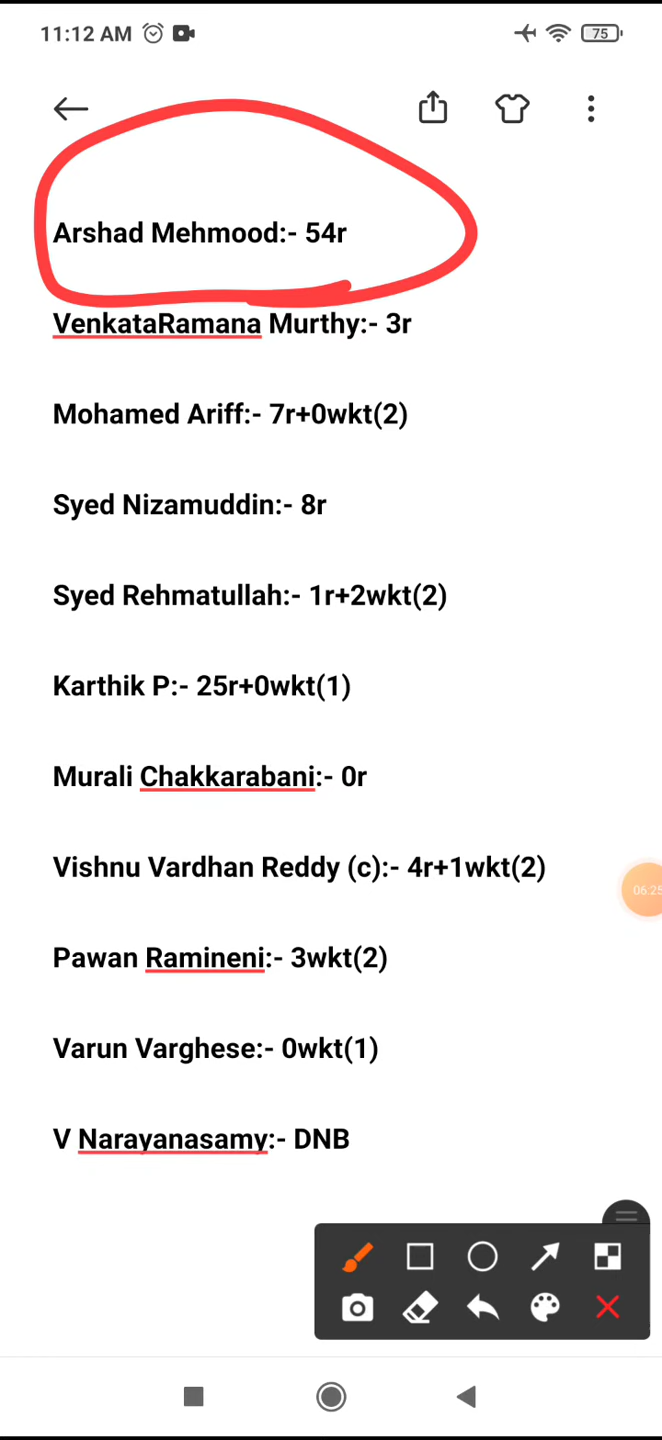 11:12 AM 75
Arshad Mehmood:- 54r
VenkataRamana Murthy:- 3r
Mohamed Ariff:- 7r+0wkt(2)
Syed Nizamuddin:- 8r
Syed Rehmatullah:- 1r+2wkt(2)
Karthik P:- 25r+0wkt(1)
Murali Chakkarabani:- 0r
Vishnu Vardhan Reddy (c):- 4r+1wkt(2)
06:25
Pawan Ramineni:- 3wkt(2)
Varun Varghese:- 0wkt(1)
V Narayanasamy:- DNB